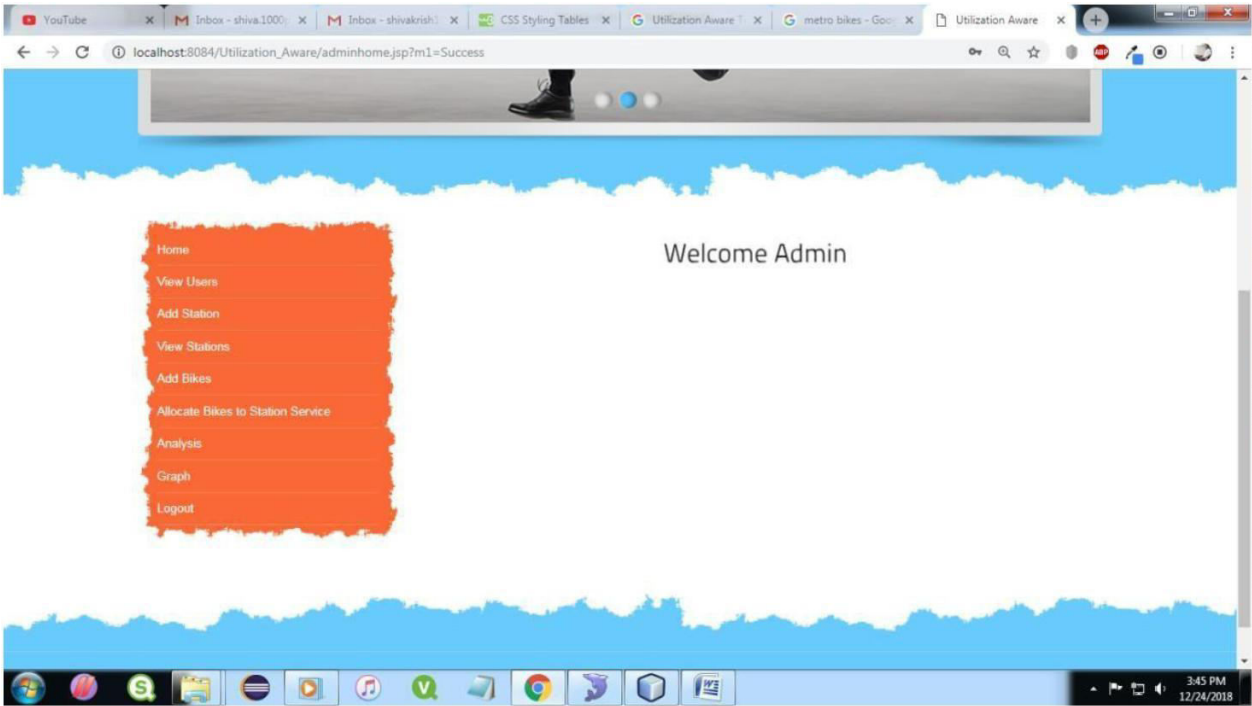 YouTube
Inbox - shiva.1000;
Inbox - shivakrish1
CSS Styling Tables
Utilization Aware T
metro bikes - Goo
Utilization Aware
localhost:8084/Utilization_Aware/adminhome.jsp?m1=Success
ABP
Home
View Users
Add Station
View Stations
Add Bikes
Allocate Bikes to Station Service
Analysis
Graph
Logout
Welcome Admin
3:45 PM
12/24/2018